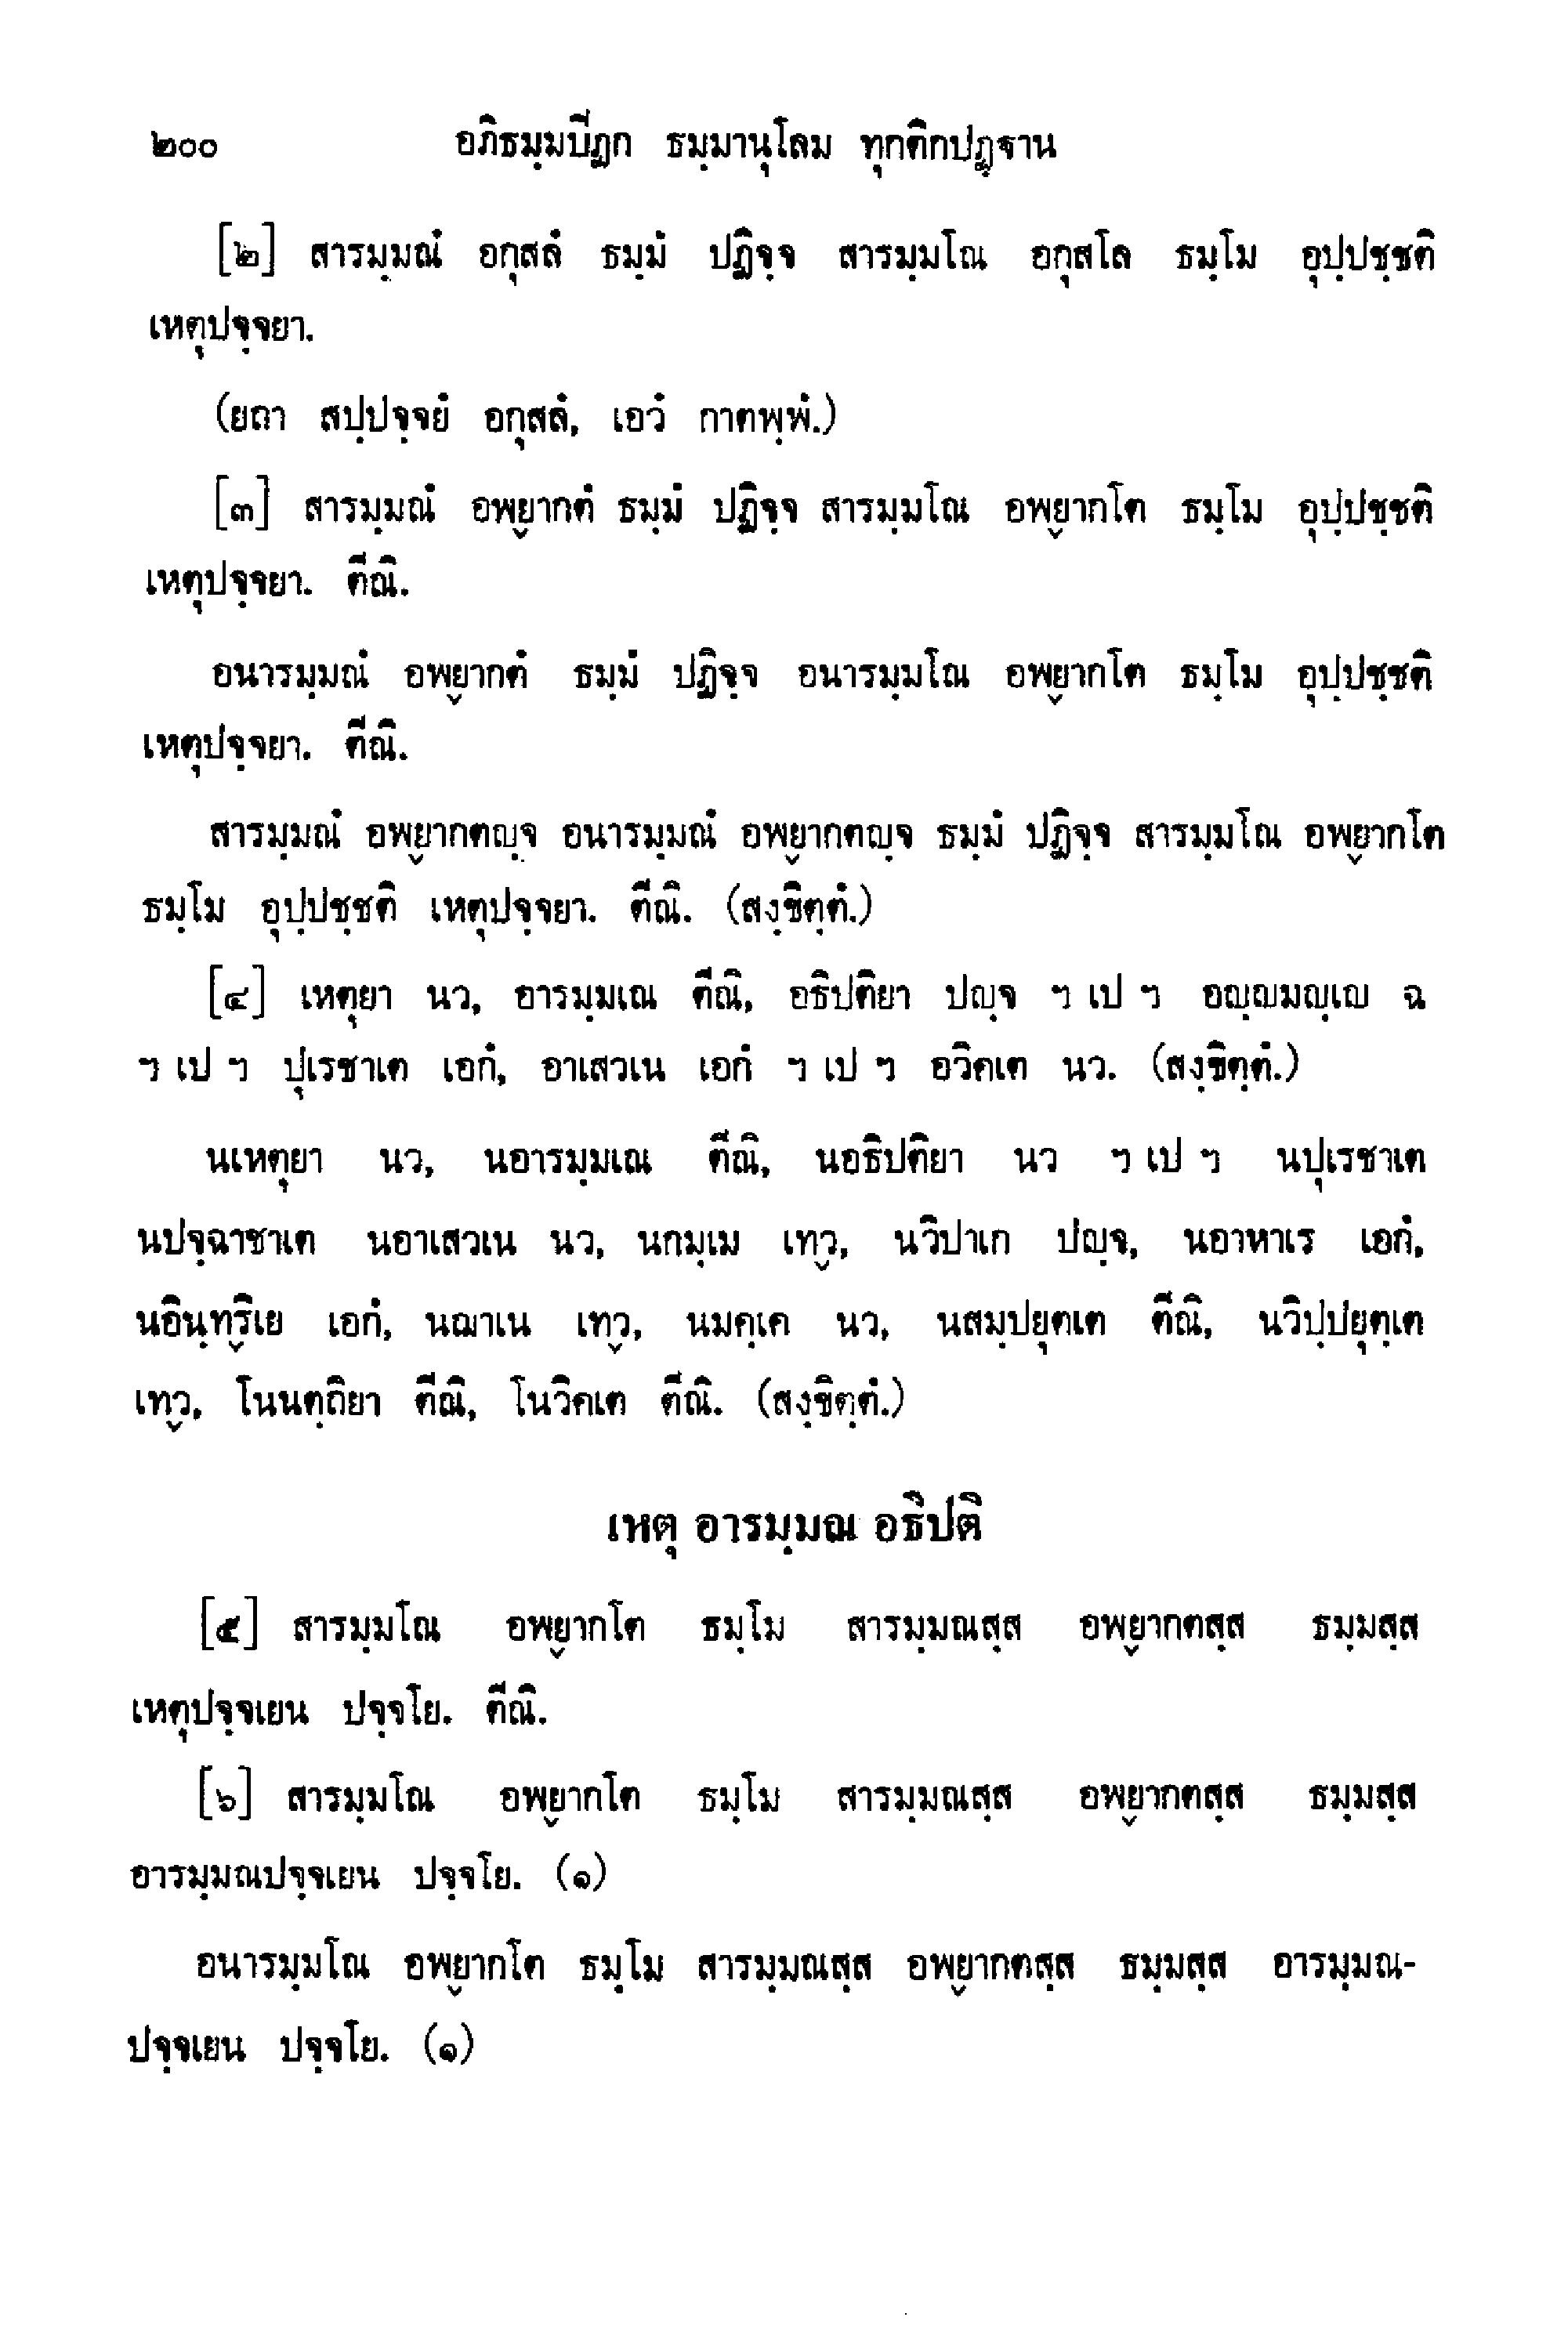 ๒๐๐ อภิธมฺมปีฏก ธมฺมานุโลม ทุกติกปฏฺฐาน
[๒] สารมฺมณํ อกุสลํ ธมฺมํ ปฏิจฺจ สารมฺมโณ อกุสโล ธมฺโม อุปฺปชฺชติ
เหตุปจฺจยา.
(ยถา สปฺปจฺจยํ อกุสลํ, เอวํ กาตพฺพํ.)
[๓] สารมฺมณํ อพฺยากตํ ธมฺมํ ปฏิจฺจ สารมฺมโณ อพฺยากโต ธมฺโม อุปฺปชฺชติ
เหตุปจฺจยา. ตีณิ.
อนารมฺมณํ อพฺยากตํ ธมฺมํ ปฏิจฺจ อนารมฺมโณ อพฺยากโต ธมฺโม อุปฺปชฺชติ
เหตุปจฺจยา. ตีณิ.
สารมฺมณํ อพฺยากตญฺจ อนารมฺมณํ อพฺยากตญฺจ ธมฺมํ ปฏิจฺจ สารมฺมโณ อพฺยากโต
ธมฺโม อุปฺปชฺชติ เหตุปจฺจยา. ตีณิ. (สงฺขิตฺตํ.)
[๔] เหตุยา นว, อารมฺมเณ ตีณิ, อธิปติยา ปญฺจ ฯ เป ฯ อญฺญมญฺเญ ฉ
ฯ เป ฯ ปุเรชาเต เอกํ, อาเสวเน เอกํ ฯ เป ฯ อวิคเต นว. (สงฺขิตฺตํ.)
นเหตุยา นว, นอารมฺมเณ ตีณิ, นอธิปติยา นว ฯ เป ฯ นปุเรชาเต
นปจฺฉาชาเต นอาเสวเน นว, นกมฺเม เทฺว, นวิปาเก ปญฺจ, นอาหาเร เอกํ,
นอินฺทฺริเย เอกํ, นฌาเน เทฺว, นมคฺเค นว, นสมฺปยุตเต ตีณิ, นวิปฺปยุตฺเต
เทฺว, โนนตฺถิยา ตีณิ, โนวิคเต ตีณิ. (สงฺขิตฺตํ.)
เหตุ อารมฺมณ อธิปติ
[๕] สารมฺมโณ อพฺยากโต ธมฺโม สารมฺมณสฺส อพฺยากตสฺส ธมฺมสฺส
เหตุปจฺจเยน ปจฺจโย. ตีณิ.
[๖] สารมฺมโณ อพฺยากโต ธมฺโม สารมฺมณสฺส อพฺยากตสฺส ธมฺมสฺส
อารมฺมณปจฺจเยน ปจฺจโย. (๑)
อนารมฺมโณ อพฺยากโต ธมฺโม สารมฺมณสฺส อพฺยากตสฺส ธมฺมสฺส อารมฺมณ-
ปจฺจเยน ปจฺจโย. (๑)